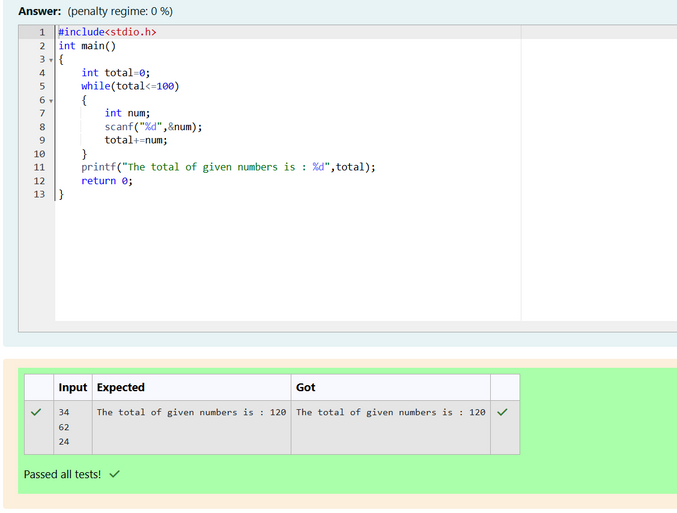 Answer: (penalty regime: 0 %)
1 #include<stdio.h>
2 int main()
3 {
4     int total=0;
5     while(total<=100)
6     {
7         int num;
8         scanf("%d",&num);
9         total+=num;
10     }
11     printf("The total of given numbers is : %d",total);
12     return 0;
13 }
Input Expected Got
34 The total of given numbers is : 120 The total of given numbers is : 120
62
24
Passed all tests!